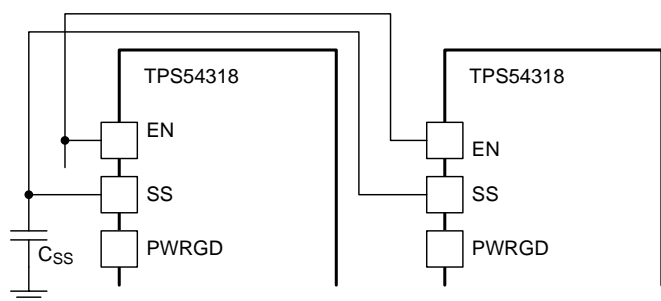 TPS54318
EN
SS
PWRGD
CSS
TPS54318
EN
SS
PWRGD